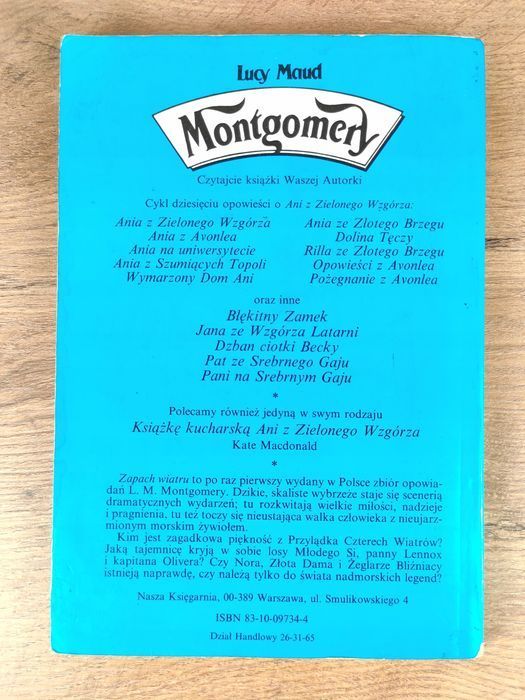 Lucy Maud
Montgomery
Czytajcie książki Waszej Autorki
Cykl dziesięciu opowieści o Ani z Zielonego Wzgórza:
Ania z Zielonego Wzgórza
Ania z Avonlea
Ania na uniwersytecie
Ania z Szumiących Topoli
Wymarzony Dom Ani
Ania ze Złotego Brzegu
Dolina Tęczy
Rilla ze Złotego Brzegu
Opowieści z Avonlea
Pożegnanie z Avonlea
oraz inne
Błękitny Zamek
Jana ze Wzgórza Latarni
Dzban ciotki Becky
Pat ze Srebrnego Gaju
Pani na Srebrnym Gaju
*
Polecamy również jedyną w swym rodzaju
Książkę kucharską Ani z Zielonego Wzgórza
Kate Macdonald
*
Zapach wiatru to po raz pierwszy wydany w Polsce zbiór opowia-
dań L. M. Montgomery. Dzikie, skaliste wybrzeże staje się scenerią
dramatycznych wydarzeń; tu rozkwitają wielkie miłości, nadzieje
i pragnienia, tu też toczy się nieustająca walka człowieka z nieujarz-
mionym morskim żywiołem.
Kim jest zagadkowa piękność z Przylądka Czterech Wiatrów?
Jaką tajemnicę kryją w sobie losy Młodego Si, panny Lennox
i kapitana Olivera? Czy Nora, Złota Dama i Żeglarze Bliźniacy
istnieją naprawdę, czy należą tylko do świata nadmorskich legend?
Nasza Księgarnia, 00-389 Warszawa, ul. Smulikowskiego 4
ISBN 83-10-09734-4
Dział Handlowy 26-31-65